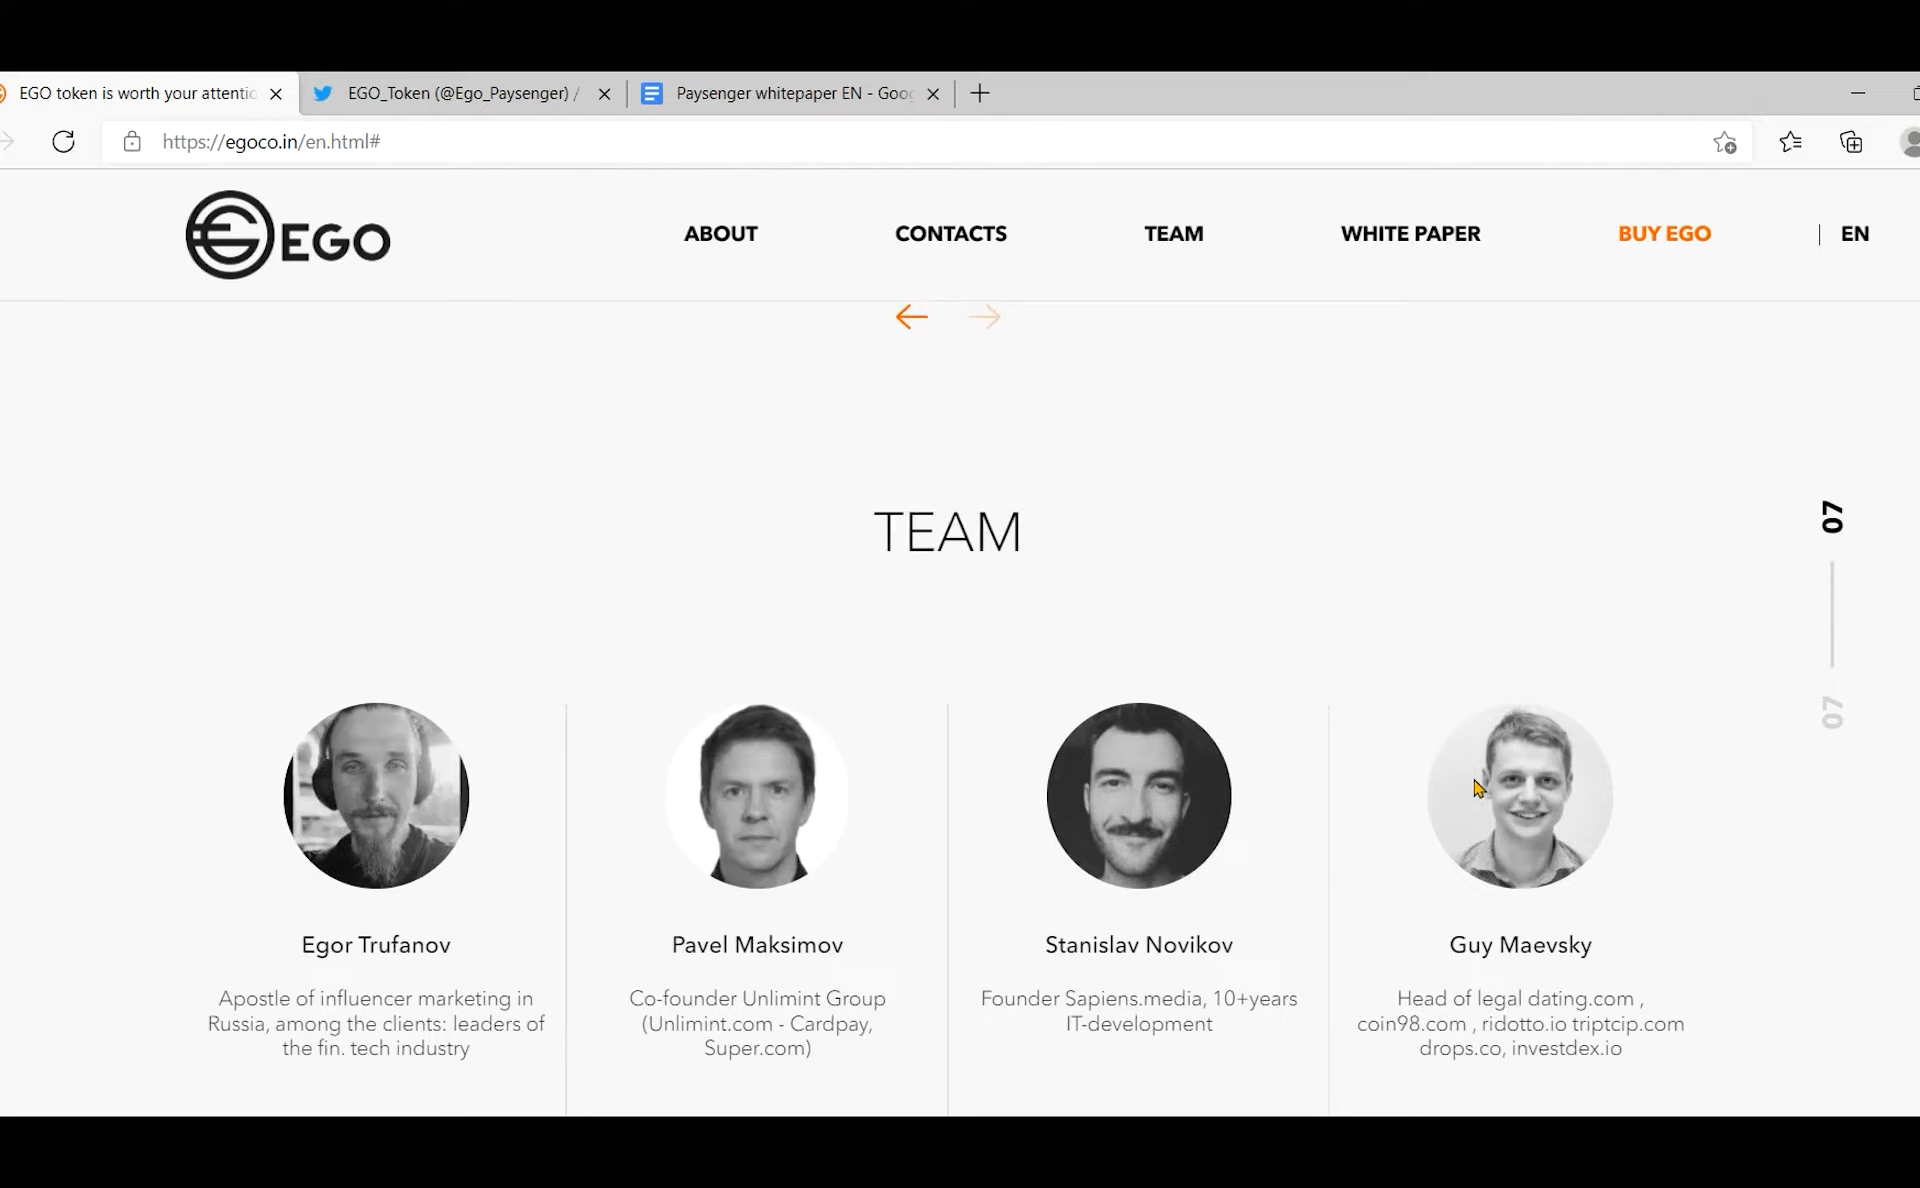 EGO token is worth your attentic
EGO_Token (@Ego_Paysenger) /
Paysenger whitepaper EN - Goog
https://egoco.in/en.html#
EGO
ABOUT
CONTACTS
TEAM
WHITE PAPER
BUY EGO
EN
TEAM
07
07
Egor Trufanov
Apostle of influencer marketing in
Russia, among the clients: leaders of
the fin. tech industry
Pavel Maksimov
Co-founder Unlimint Group
(Unlimint.com - Cardpay,
Super.com)
Stanislav Novikov
Founder Sapiens.media, 10+years
IT-development
Guy Maevsky
Head of legal dating.com ,
coin98.com , ridotto.io triptcip.com
drops.co, investdex.io